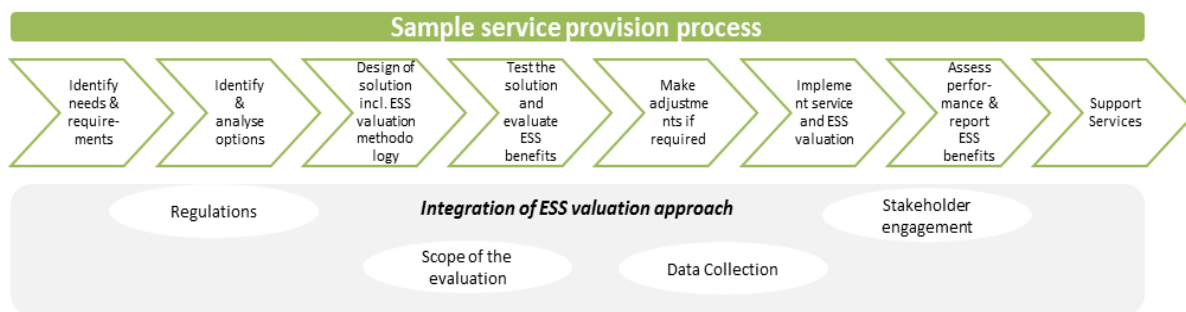 Sample service provision process
Identify
needs &
require-
ments
Identify
&
analyse
options
Design of
solution
incl. ESS
valuation
methodo
logy
Test the
solution
and
evaluate
ESS
benefits
Make
adjustme
nts if
required
Impleme
nt service
and ESS
valuation
Assess
perfor-
mance &
report
ESS
benefits
Support
Services
Regulations
Integration of ESS valuation approach
Stakeholder
engagement
Scope of the
evaluation
Data Collection